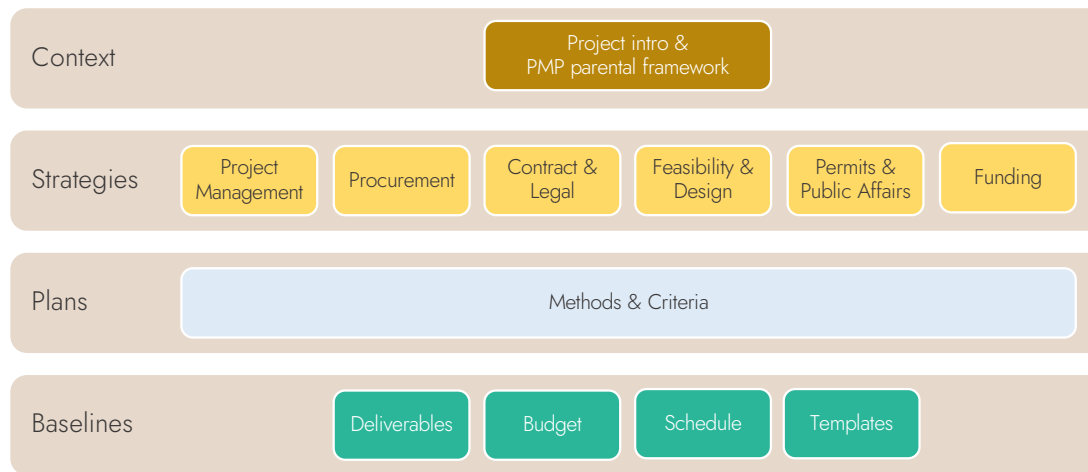 Context
Project intro &
PMP parental framework
Strategies
Project
Management
Procurement
Contract &
Legal
Feasibility &
Design
Permits &
Public Affairs
Funding
Plans
Methods & Criteria
Baselines
Deliverables
Budget
Schedule
Templates